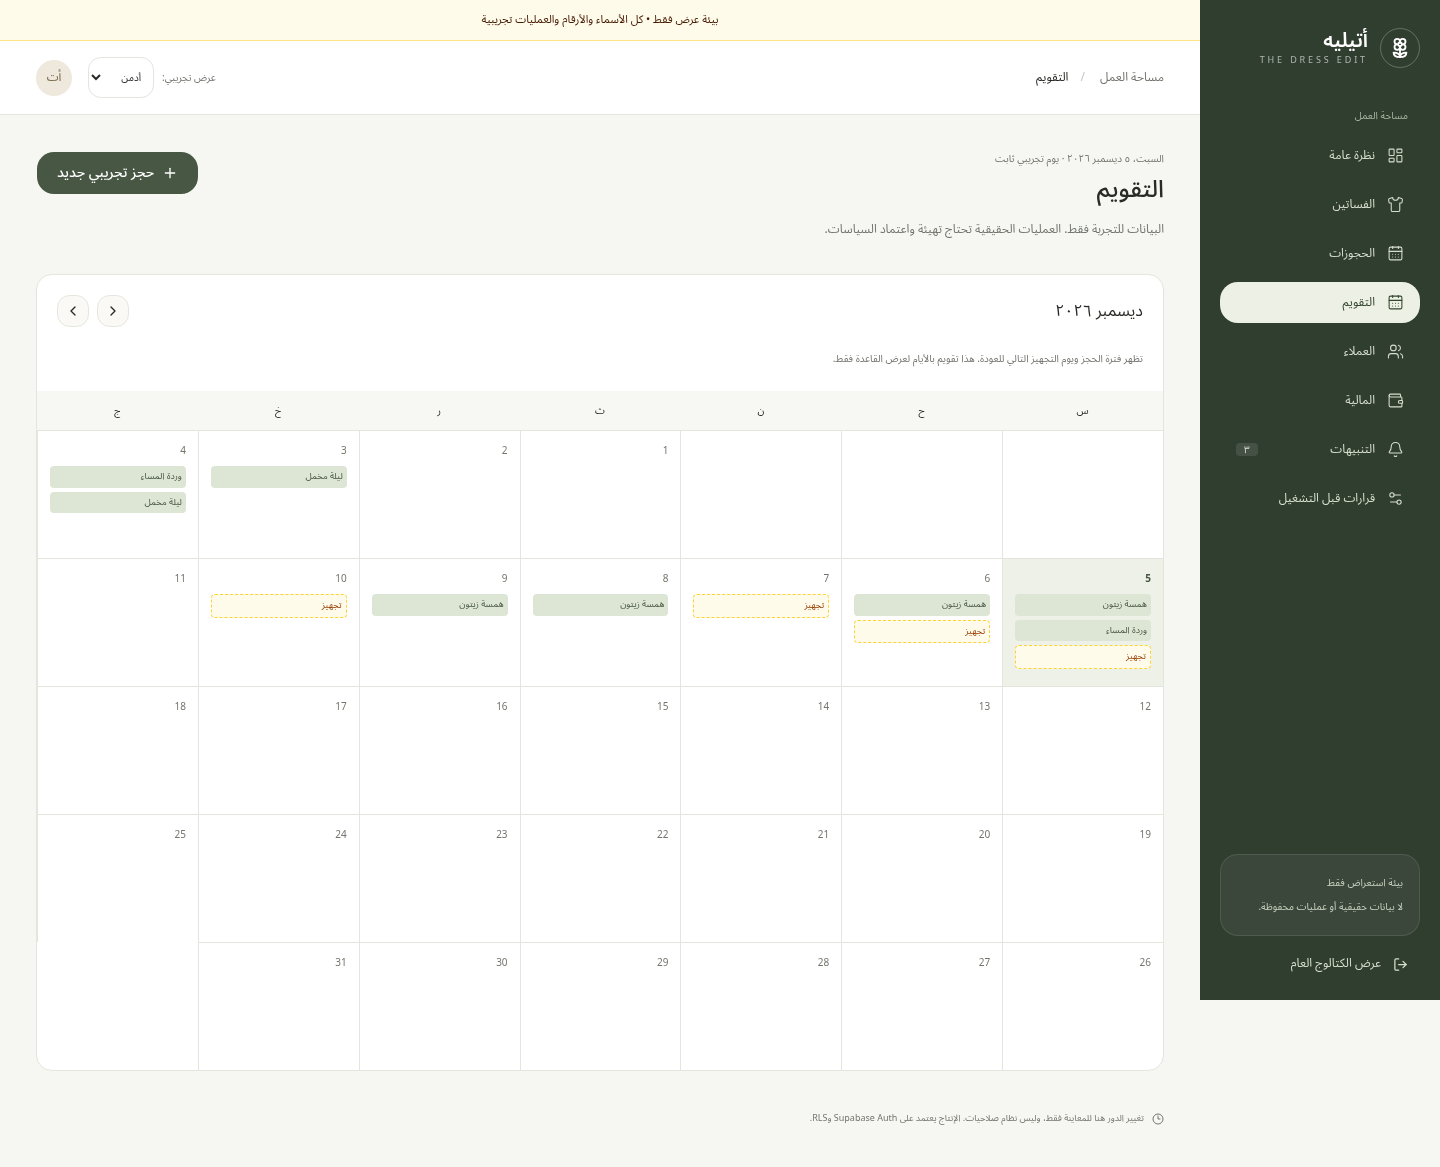 بيئة عرض فقط • كل الأسماء والأرقام والعمليات تجريبية
أتيليه
THE DRESS EDIT
مساحة العمل
نظرة عامة
الفساتين
الحجوزات
التقويم
العملاء
المالية
التنبيهات ٣
قرارات قبل التشغيل
بيئة استعراض فقط
لا بيانات حقيقية أو عمليات محفوظة.
عرض الكتالوج العام
مساحة العمل / التقويم
عرض تجريبي: أدمن أت
السبت، ٥ ديسمبر ٢٠٢٦ · يوم تجريبي ثابت
التقويم
البيانات للتجربة فقط. العمليات الحقيقية تحتاج تهيئة واعتماد السياسات.
حجز تجريبي جديد
ديسمبر ٢٠٢٦
تظهر فترة الحجز ويوم التجهيز التالي للعودة. هذا تقويم بالأيام لعرض القاعدة فقط.
س ح ن ث ر خ ج
1 2 3 4
ليلة مخمل وردة المساء
ليلة مخمل
5 6 7 8 9 10 11
همسة زيتون همسة زيتون تجهيز همسة زيتون همسة زيتون تجهيز
وردة المساء تجهيز
تجهيز
12 13 14 15 16 17 18
19 20 21 22 23 24 25
26 27 28 29 30 31
تغيير الدور هنا للمعاينة فقط، وليس نظام صلاحيات. الإنتاج يعتمد على Supabase Auth وRLS.